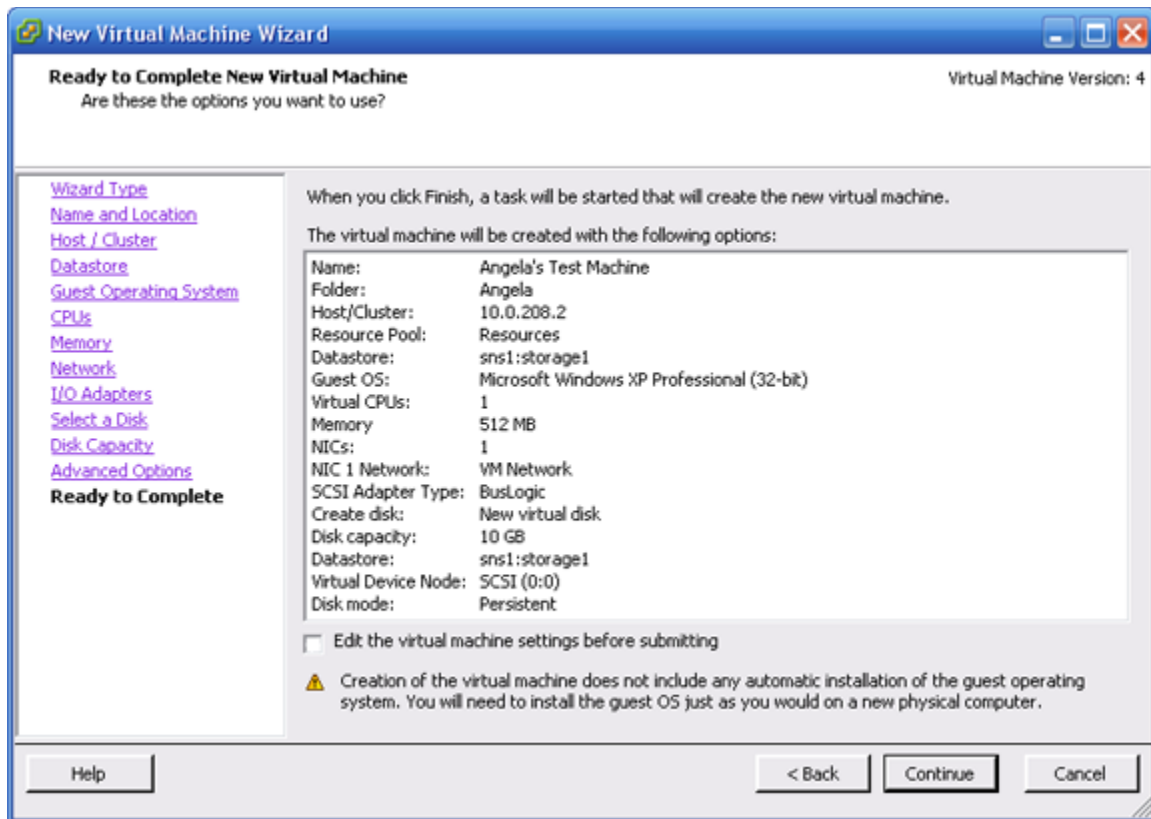 New Virtual Machine Wizard
Ready to Complete New Virtual Machine
Virtual Machine Version: 4
Are these the options you want to use?
Wizard Type
Name and Location
Host / Cluster
Datastore
Guest Operating System
CPUs
Memory
Network
I/O Adapters
Select a Disk
Disk Capacity
Advanced Options
Ready to Complete
When you click Finish, a task will be started that will create the new virtual machine.
The virtual machine will be created with the following options:
Name: Angela's Test Machine
Folder: Angela
Host/Cluster: 10.0.208.2
Resource Pool: Resources
Datastore: sns1:storage1
Guest OS: Microsoft Windows XP Professional (32-bit)
Virtual CPUs: 1
Memory 512 MB
NICs: 1
NIC 1 Network: VM Network
SCSI Adapter Type: BusLogic
Create disk: New virtual disk
Disk capacity: 10 GB
Datastore: sns1:storage1
Virtual Device Node: SCSI (0:0)
Disk mode: Persistent
Edit the virtual machine settings before submitting
Creation of the virtual machine does not include any automatic installation of the guest operating
system. You will need to install the guest OS just as you would on a new physical computer.
Help
< Back
Continue
Cancel